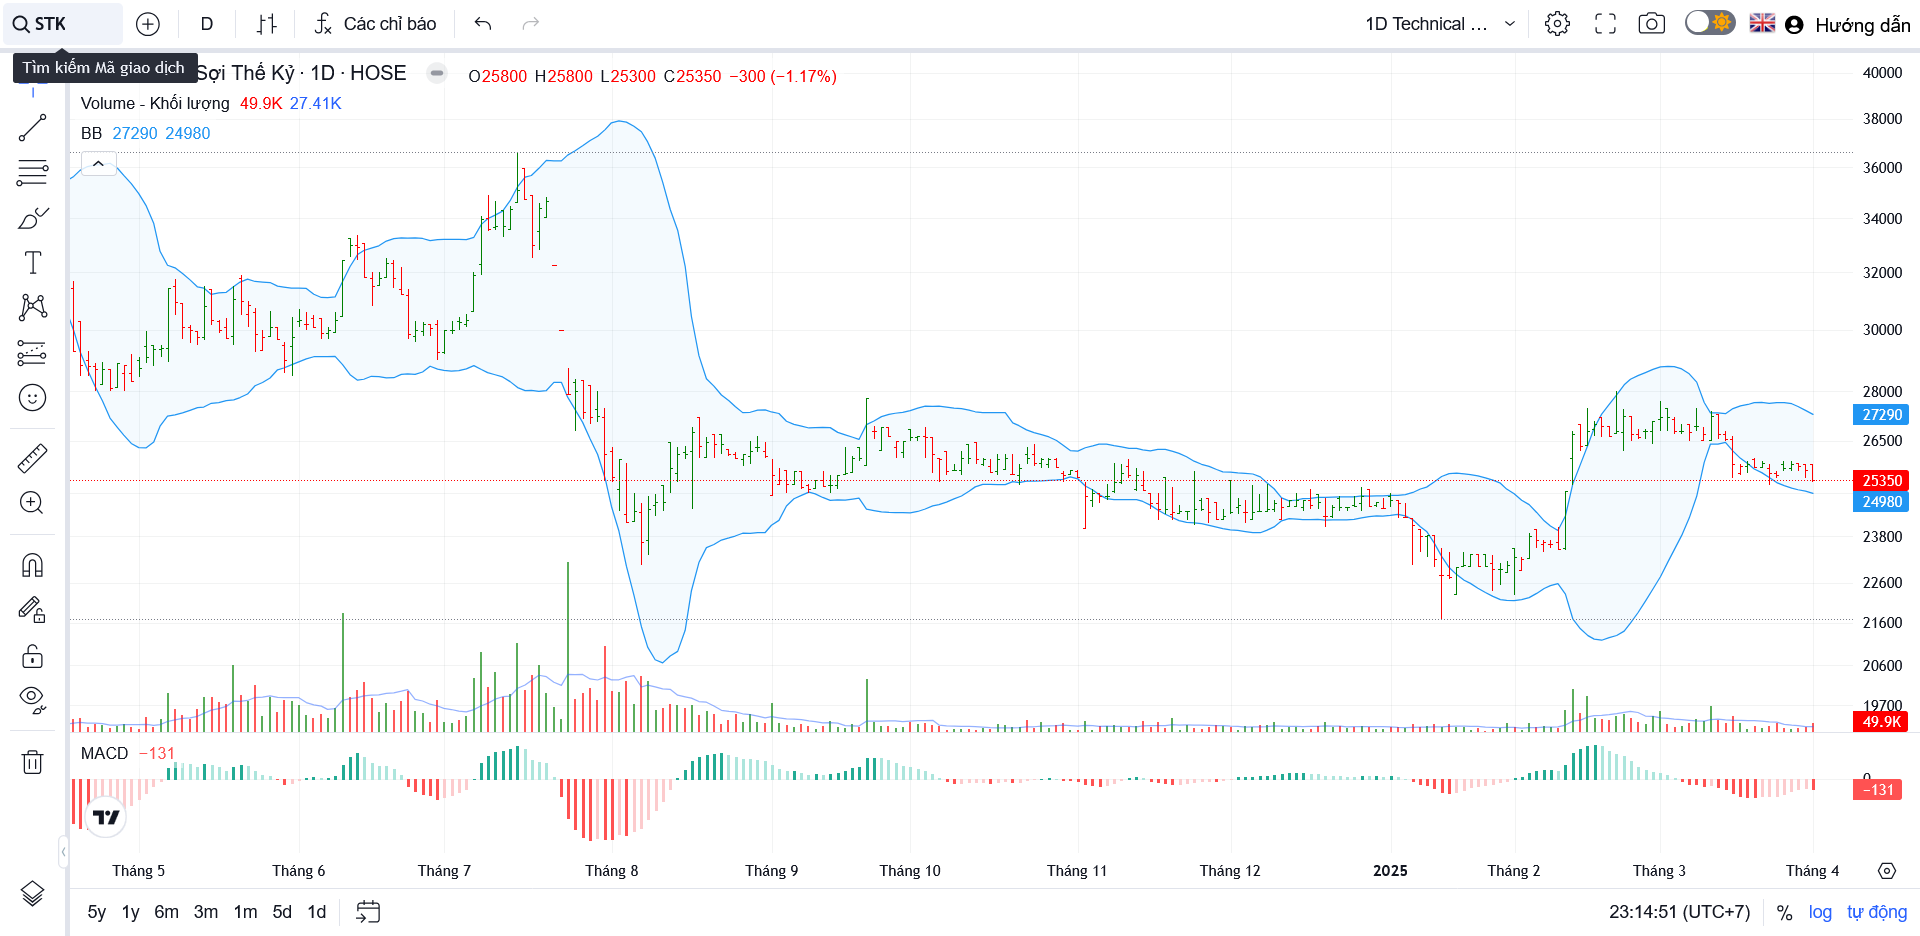 STK
D
Các chỉ báo
1D Technical ...
Hướng dẫn
Tìm kiếm Mã giao dịch
Sợi Thế Kỷ · 1D · HOSE
O25800 H25800 L25300 C25350 −300 (−1.17%)
Volume - Khối lượng 49.9K 27.41K
BB 27290 24980
40000
38000
36000
34000
32000
30000
28000
27290
26500
25350
24980
23800
22600
21600
20600
19700
49.9K
MACD −131
0
−131
Tháng 5
Tháng 6
Tháng 7
Tháng 8
Tháng 9
Tháng 10
Tháng 11
Tháng 12
2025
Tháng 2
Tháng 3
Tháng 4
5y 1y 6m 3m 1m 5d 1d
23:14:51 (UTC+7)
% log tự động